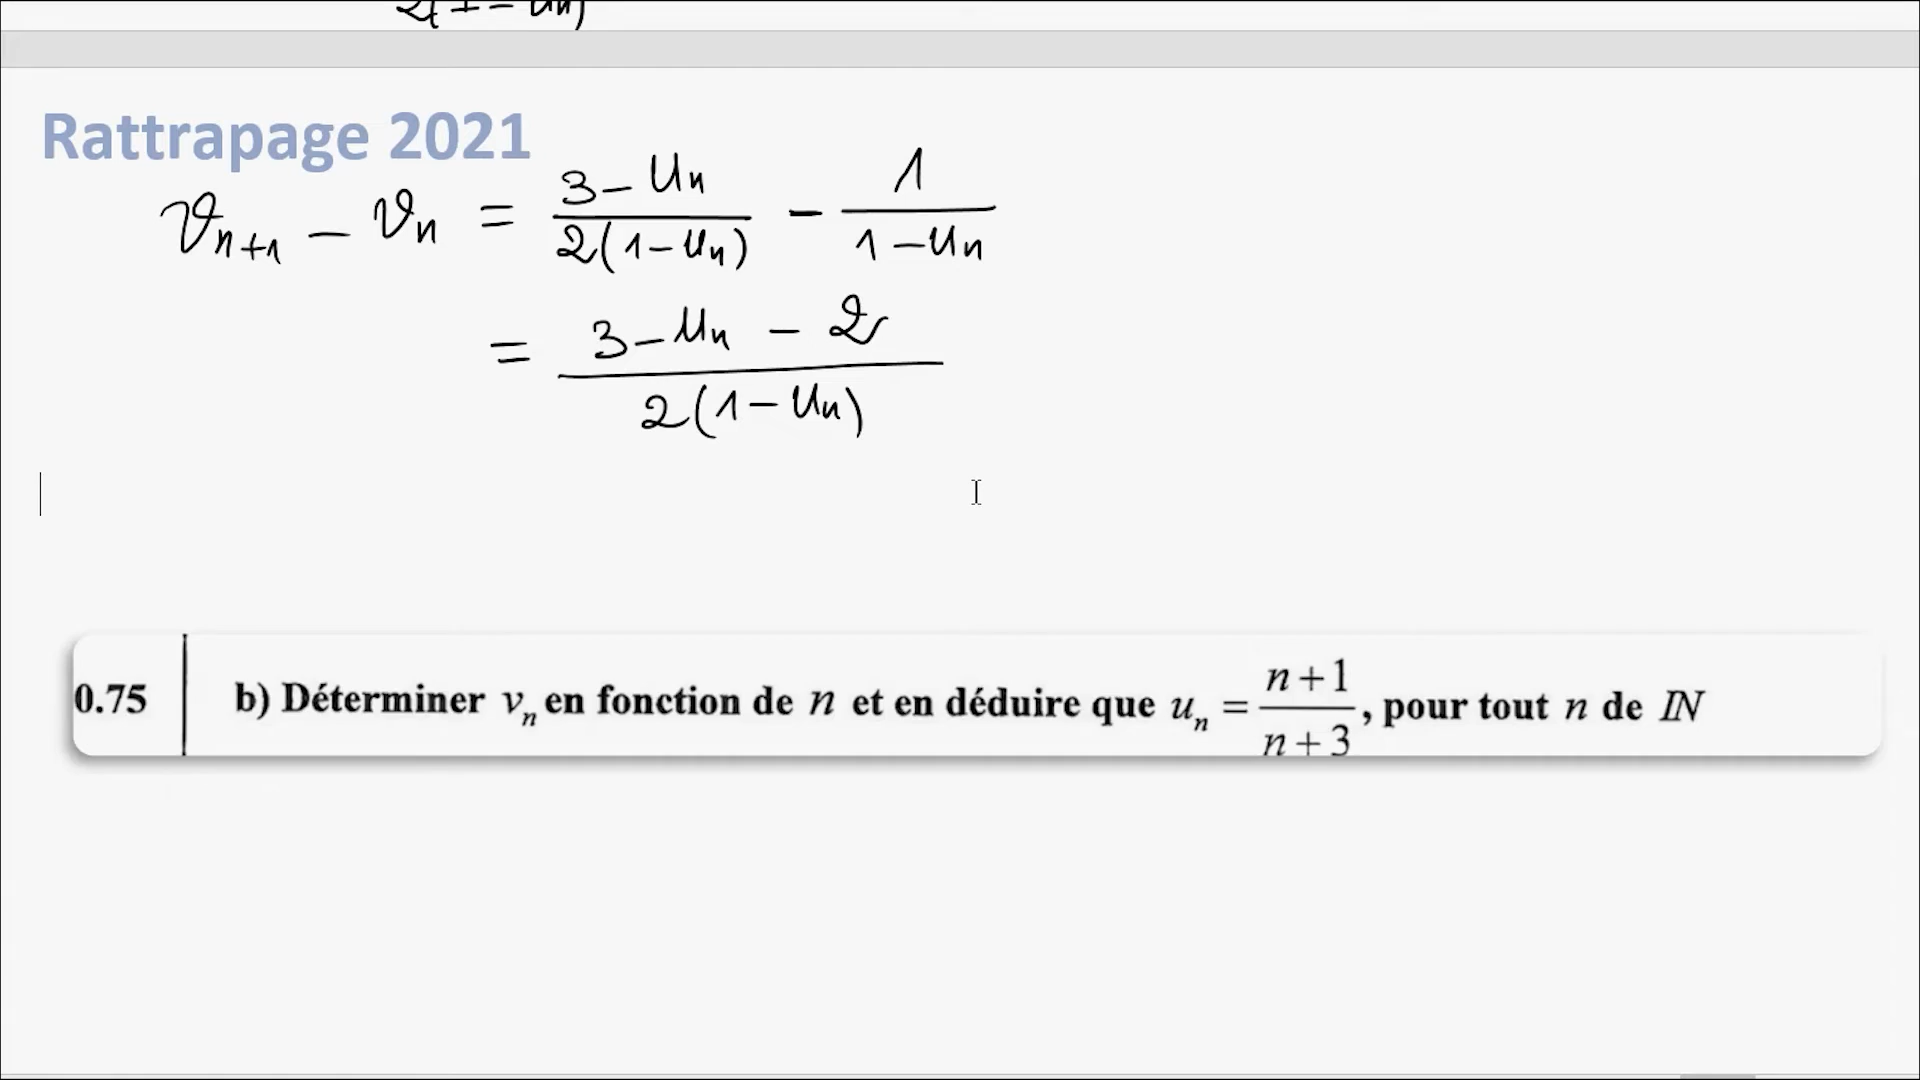 Rattrapage 2021
𝑣n+1 − 𝑣n = (3 − Un)/(2(1 − Un)) − 1/(1 − Un)
= (3 − Un − 2)/(2(1 − Un))
0.75 b) Déterminer vn en fonction de n et en déduire que un = (n+1)/(n+3), pour tout n de IN